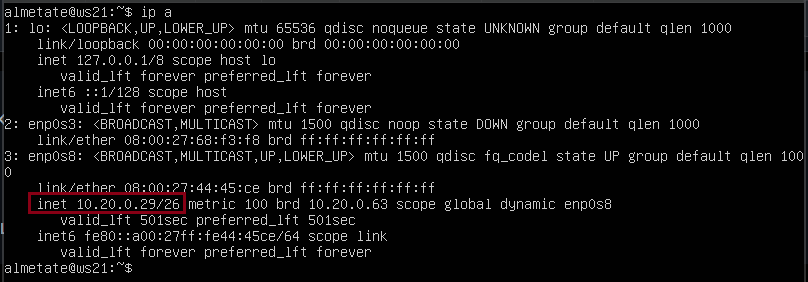 almetate@ws21:~$ ip a
1: lo: <LOOPBACK,UP,LOWER_UP> mtu 65536 qdisc noqueue state UNKNOWN group default qlen 1000
    link/loopback 00:00:00:00:00:00 brd 00:00:00:00:00:00
    inet 127.0.0.1/8 scope host lo
       valid_lft forever preferred_lft forever
    inet6 ::1/128 scope host
       valid_lft forever preferred_lft forever
2: enp0s3: <BROADCAST,MULTICAST> mtu 1500 qdisc noop state DOWN group default qlen 1000
    link/ether 08:00:27:68:f3:f8 brd ff:ff:ff:ff:ff:ff
3: enp0s8: <BROADCAST,MULTICAST,UP,LOWER_UP> mtu 1500 qdisc fq_codel state UP group default qlen 100
0
    link/ether 08:00:27:44:45:ce brd ff:ff:ff:ff:ff:ff
    inet 10.20.0.29/26 metric 100 brd 10.20.0.63 scope global dynamic enp0s8
       valid_lft 501sec preferred_lft 501sec
    inet6 fe80::a00:27ff:fe44:45ce/64 scope link
       valid_lft forever preferred_lft forever
almetate@ws21:~$